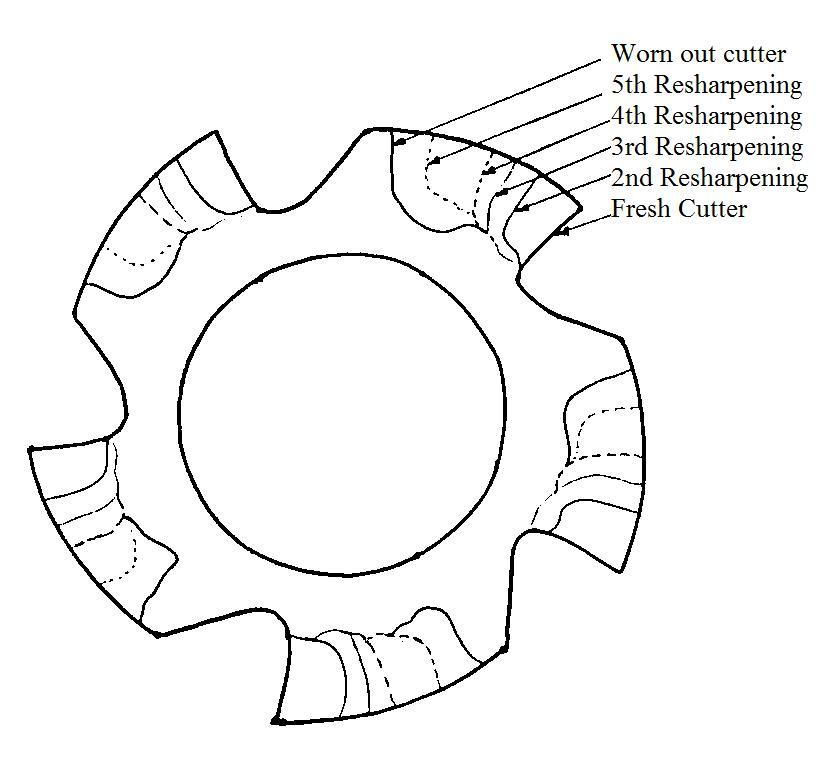 Worn out cutter
5th Resharpening
4th Resharpening
3rd Resharpening
2nd Resharpening
Fresh Cutter